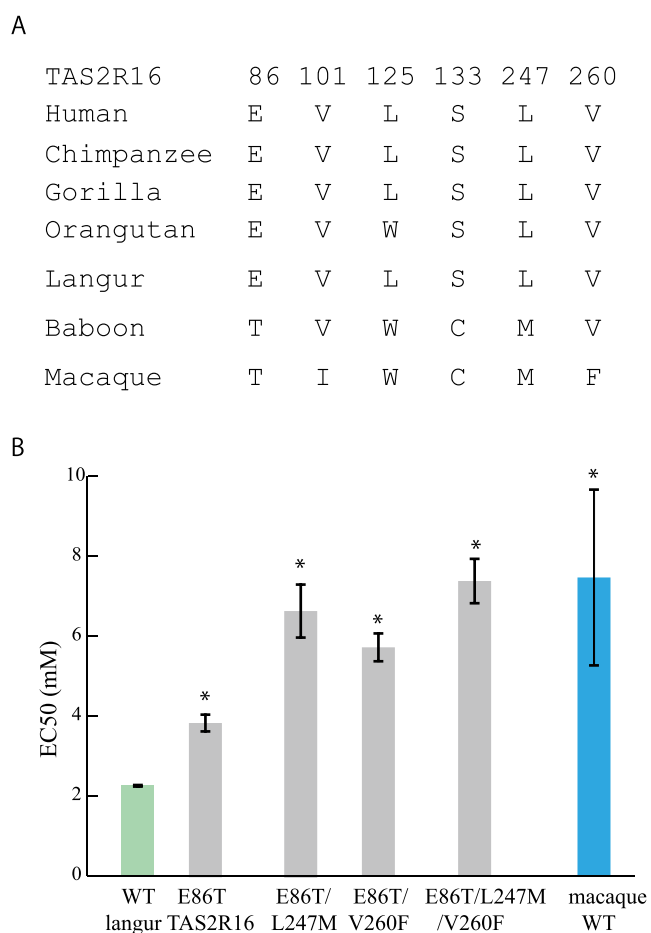 A
TAS2R16 86 101 125 133 247 260
Human E V L S L V
Chimpanzee E V L S L V
Gorilla E V L S L V
Orangutan E V W S L V
Langur E V L S L V
Baboon T V W C M V
Macaque T I W C M F
B
EC50 (mM)
10
8
6
4
2
0
* * * * *
WT E86T E86T/ E86T/ E86T/L247M macaque
langur TAS2R16 L247M V260F /V260F WT